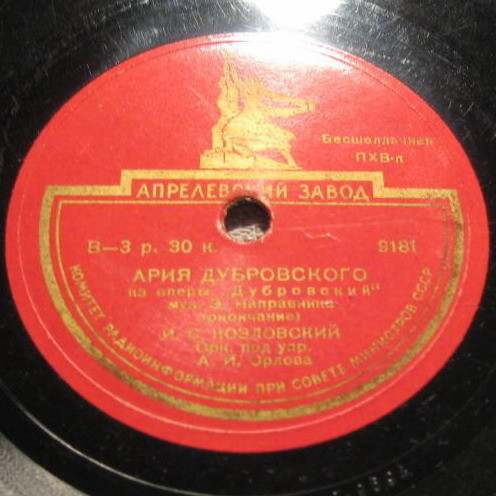 Бесшеллачная
ПХВ-п
АПРЕЛЕВСКИЙ ЗАВОД
В—3 р. 30 к.
9181
АРИЯ ДУБРОВСКОГО
из оперы „Дубровский"
муз. Э. Направника
(окончание)
И. С. КОЗЛОВСКИЙ
Орк. под упр.
А. И. Орлова
КОМИТЕТ РАДИОИНФОРМАЦИИ ПРИ СОВЕТЕ МИНИСТРОВ СССР